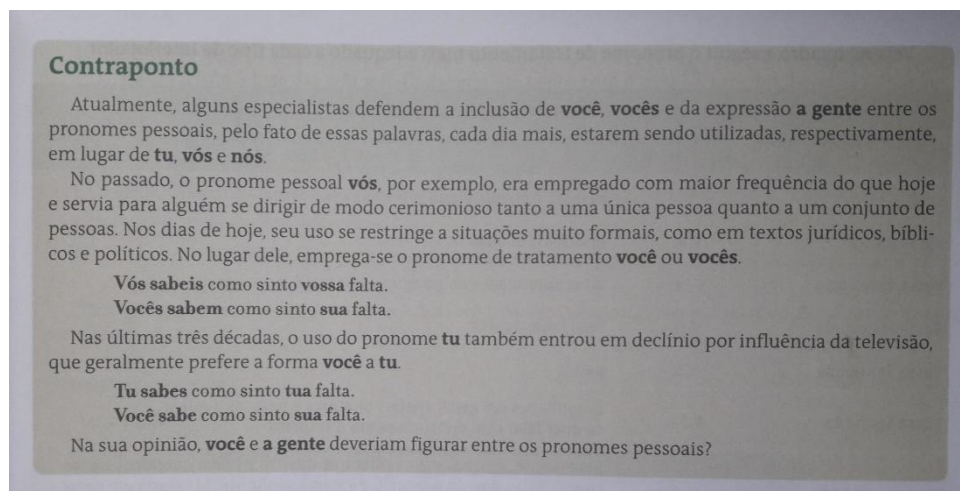 Contraponto
Atualmente, alguns especialistas defendem a inclusão de você, vocês e da expressão a gente entre os
pronomes pessoais, pelo fato de essas palavras, cada dia mais, estarem sendo utilizadas, respectivamente,
em lugar de tu, vós e nós.
No passado, o pronome pessoal vós, por exemplo, era empregado com maior frequência do que hoje
e servia para alguém se dirigir de modo cerimonioso tanto a uma única pessoa quanto a um conjunto de
pessoas. Nos dias de hoje, seu uso se restringe a situações muito formais, como em textos jurídicos, bíbli-
cos e políticos. No lugar dele, emprega-se o pronome de tratamento você ou vocês.
Vós sabeis como sinto vossa falta.
Vocês sabem como sinto sua falta.
Nas últimas três décadas, o uso do pronome tu também entrou em declínio por influência da televisão,
que geralmente prefere a forma você a tu.
Tu sabes como sinto tua falta.
Você sabe como sinto sua falta.
Na sua opinião, você e a gente deveriam figurar entre os pronomes pessoais?